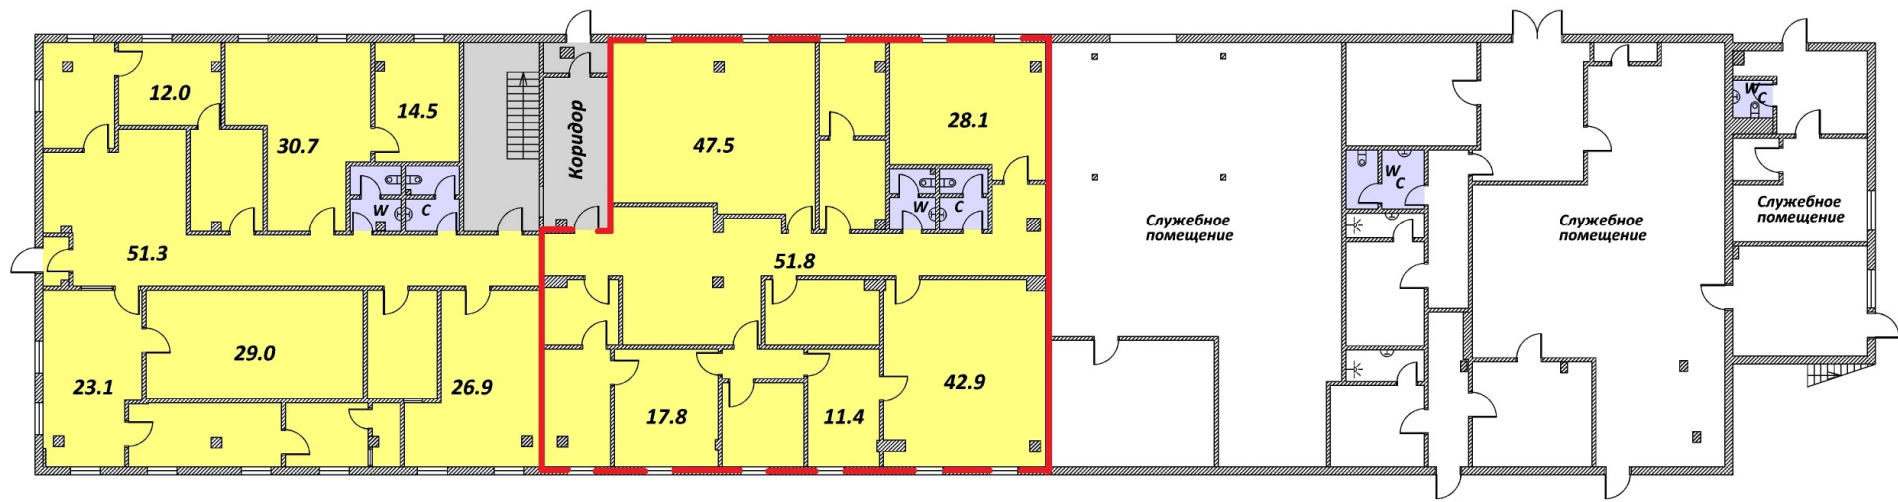 12.0
30.7
14.5
Коридор
47.5
28.1
W
C
W
C
51.3
51.8
29.0
23.1
26.9
17.8
11.4
42.9
Служебное
помещение
W
C
Служебное
помещение
W
C
Служебное
помещение